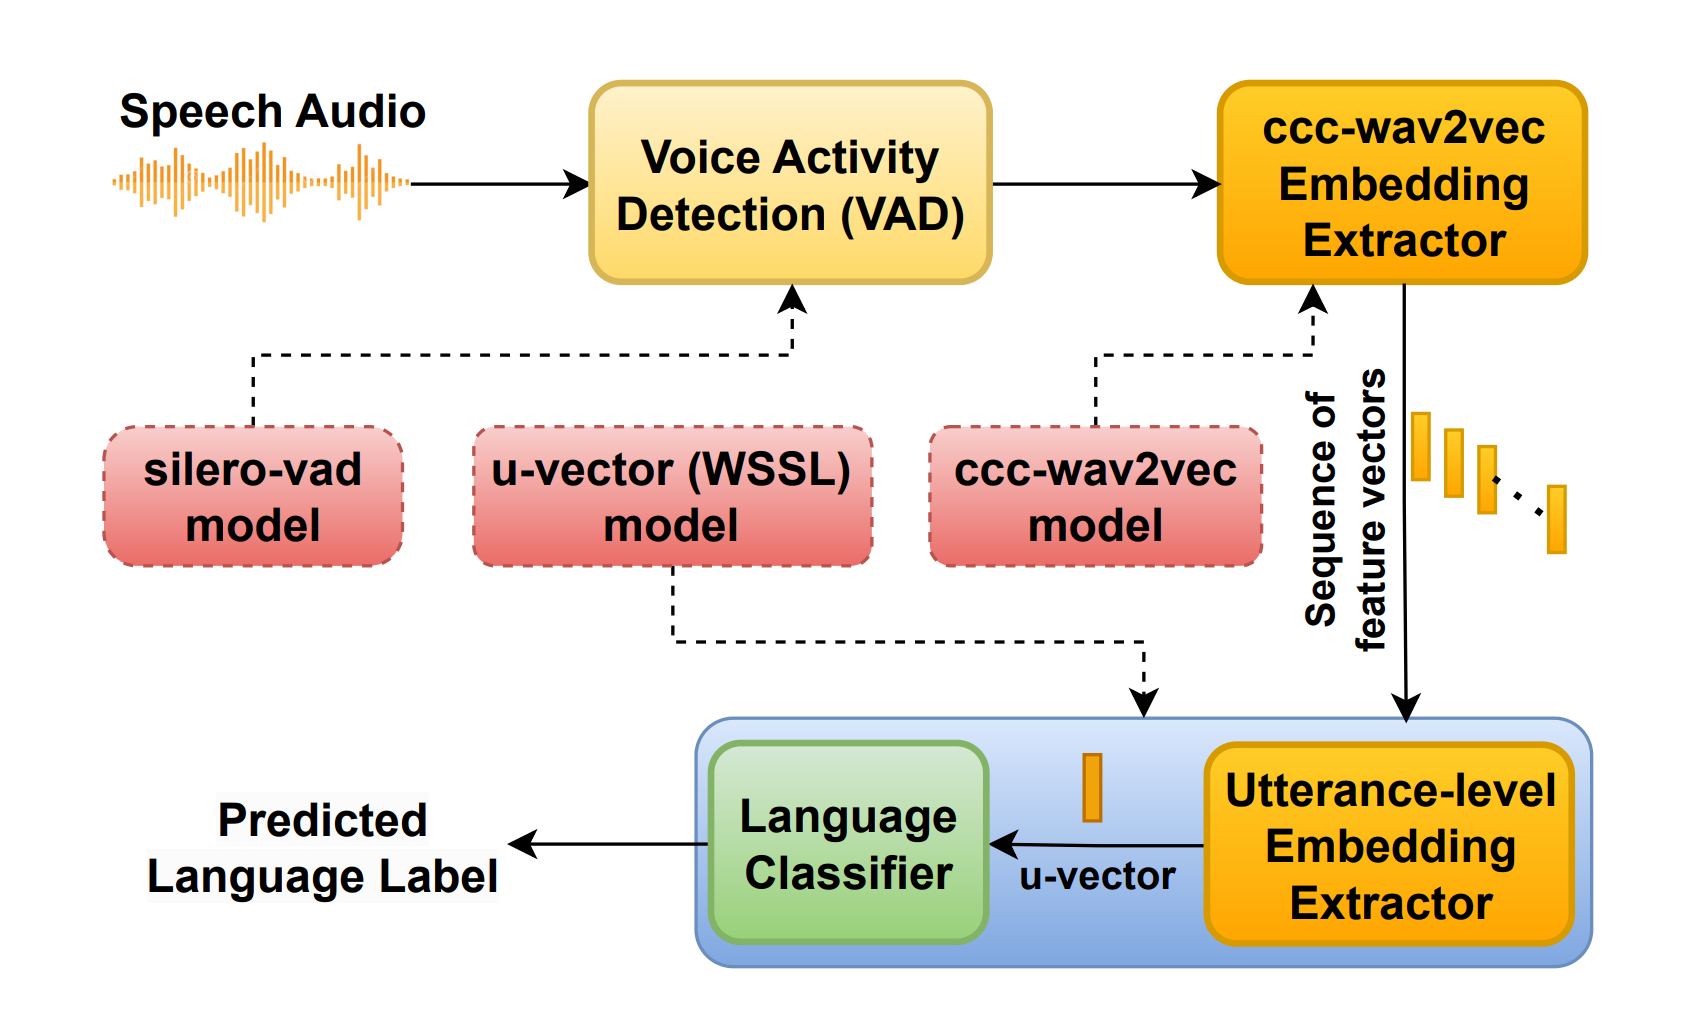 Speech Audio
Voice Activity
Detection (VAD)
ccc-wav2vec
Embedding
Extractor
silero-vad
model
u-vector (WSSL)
model
ccc-wav2vec
model
Sequence of
feature vectors
Utterance-level
Embedding
Extractor
u-vector
Language
Classifier
Predicted
Language Label